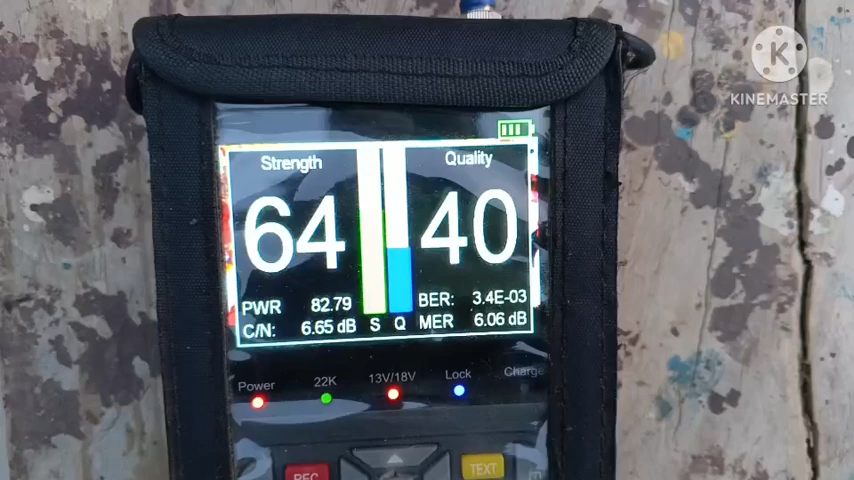 K
KINEMASTER
Strength
Quality
64
40
PWR 82.79
BER: 3.4E-03
C/N: 6.65 dB
S Q
MER 6.06 dB
Power
22K
13V/18V
Lock
Charge
REC
TEXT